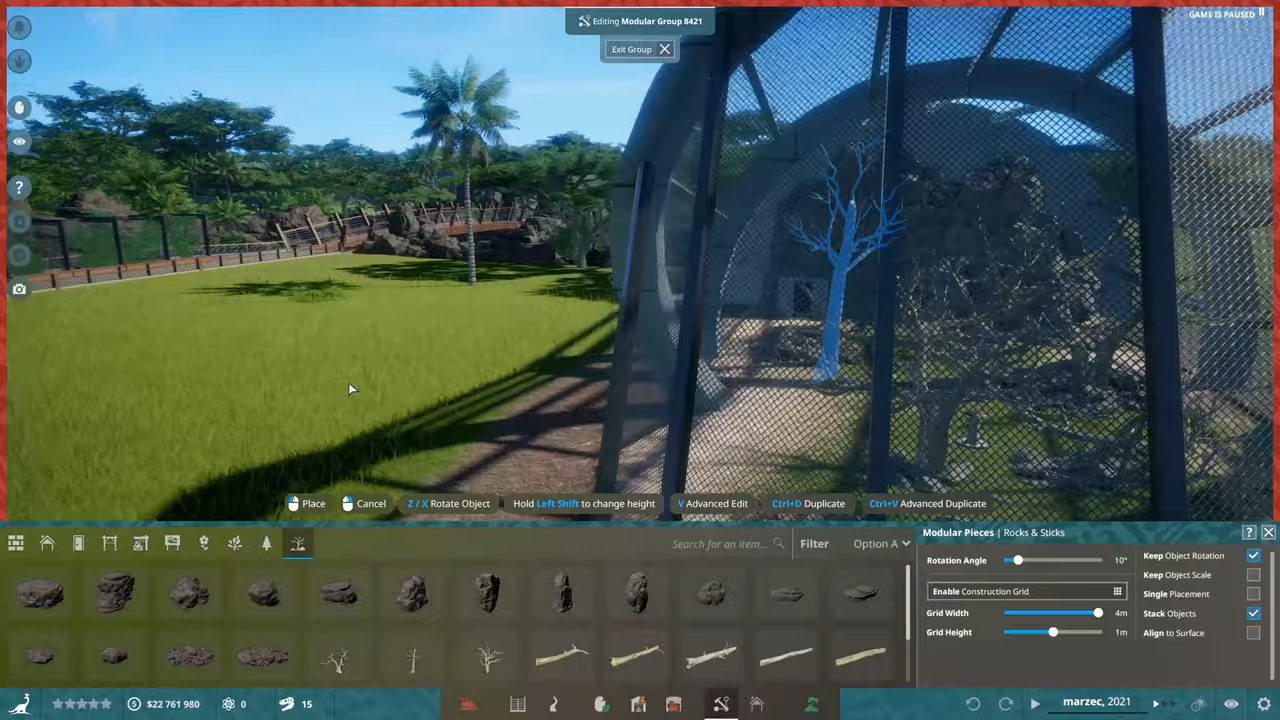 Editing Modular Group 8421
Exit Group
GAME IS PAUSED
?
Place
Cancel
Z / X Rotate Object
Hold Left Shift to change height
V Advanced Edit
Ctrl+D Duplicate
Ctrl+V Advanced Duplicate
Search for an item...
Filter
Option A
Modular Pieces | Rocks & Sticks
?
Rotation Angle
10°
Keep Object Rotation
Keep Object Scale
Enable Construction Grid
Single Placement
Grid Width
4m
Stack Objects
Grid Height
1m
Align to Surface
$22 761 980
0
15
marzec, 2021